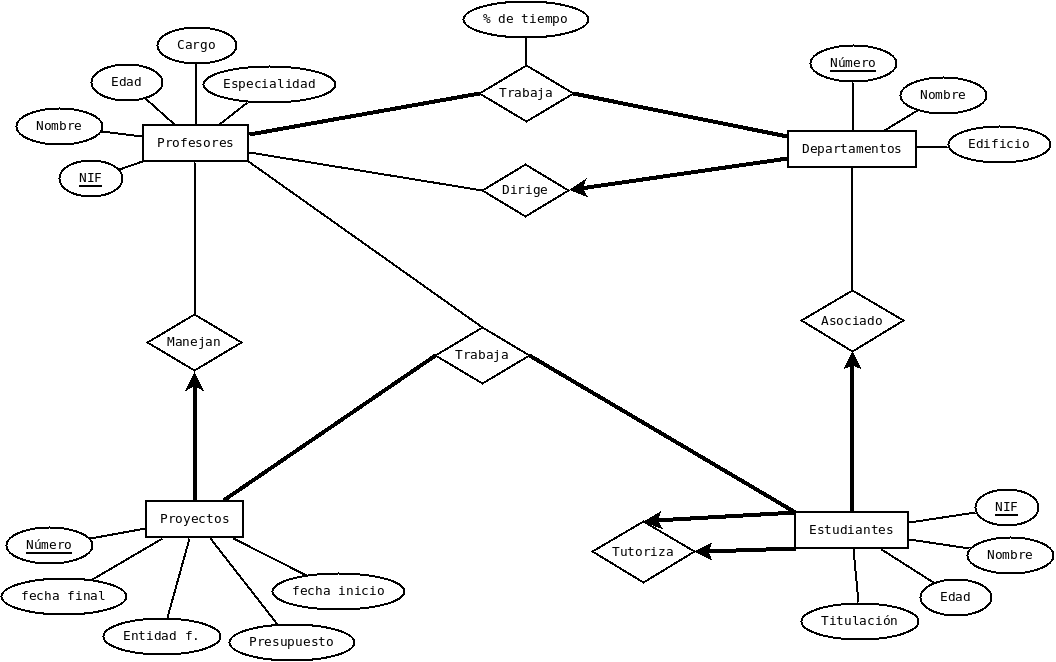 % de tiempo
Cargo
Número
Edad
Especialidad
Trabaja
Nombre
Nombre
Profesores
Departamentos
Edificio
NIF
Dirige
Manejan
Trabaja
Asociado
Proyectos
NIF
Número
Tutoriza
Estudiantes
Nombre
fecha final
fecha inicio
Edad
Entidad f.
Presupuesto
Titulación